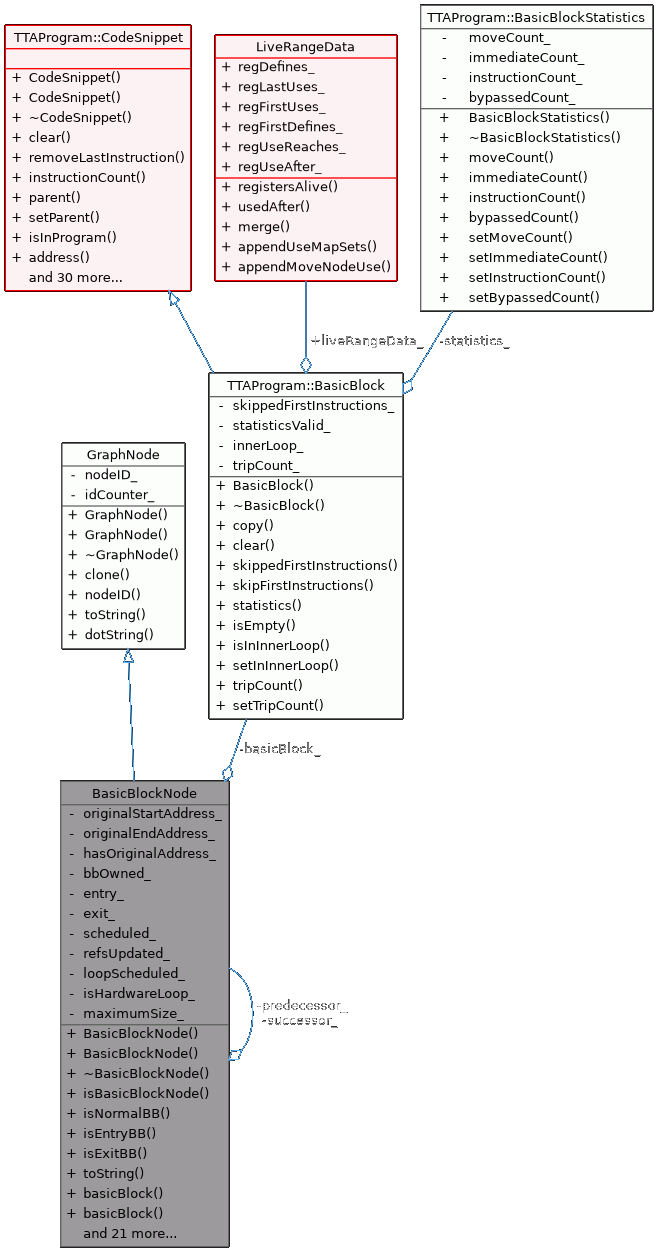 TTAProgram::CodeSnippet
+ CodeSnippet()
+ CodeSnippet()
+ ~CodeSnippet()
+ clear()
+ removeLastInstruction()
+ instructionCount()
+ parent()
+ setParent()
+ isInProgram()
+ address()
and 30 more...
LiveRangeData
+ regDefines_
+ regLastUses_
+ regFirstUses_
+ regFirstDefines_
+ regUseReaches_
+ regUseAfter_
+ registersAlive()
+ usedAfter()
+ merge()
+ appendUseMapSets()
+ appendMoveNodeUse()
TTAProgram::BasicBlockStatistics
- moveCount_
- immediateCount_
- instructionCount_
- bypassedCount_
+ BasicBlockStatistics()
+ ~BasicBlockStatistics()
+ moveCount()
+ immediateCount()
+ instructionCount()
+ bypassedCount()
+ setMoveCount()
+ setImmediateCount()
+ setInstructionCount()
+ setBypassedCount()
+liveRangeData_
-statistics_
TTAProgram::BasicBlock
- skippedFirstInstructions_
- statisticsValid_
- innerLoop_
- tripCount_
+ BasicBlock()
+ ~BasicBlock()
+ copy()
+ clear()
+ skippedFirstInstructions()
+ skipFirstInstructions()
+ statistics()
+ isEmpty()
+ isInInnerLoop()
+ setInInnerLoop()
+ tripCount()
+ setTripCount()
GraphNode
- nodeID_
- idCounter_
+ GraphNode()
+ GraphNode()
+ ~GraphNode()
+ clone()
+ nodeID()
+ toString()
+ dotString()
-basicBlock_
BasicBlockNode
- originalStartAddress_
- originalEndAddress_
- hasOriginalAddress_
- bbOwned_
- entry_
- exit_
- scheduled_
- refsUpdated_
- loopScheduled_
- isHardwareLoop_
- maximumSize_
+ BasicBlockNode()
+ BasicBlockNode()
+ ~BasicBlockNode()
+ isBasicBlockNode()
+ isNormalBB()
+ isEntryBB()
+ isExitBB()
+ toString()
+ basicBlock()
+ basicBlock()
and 21 more...
-predecessor_
-successor_